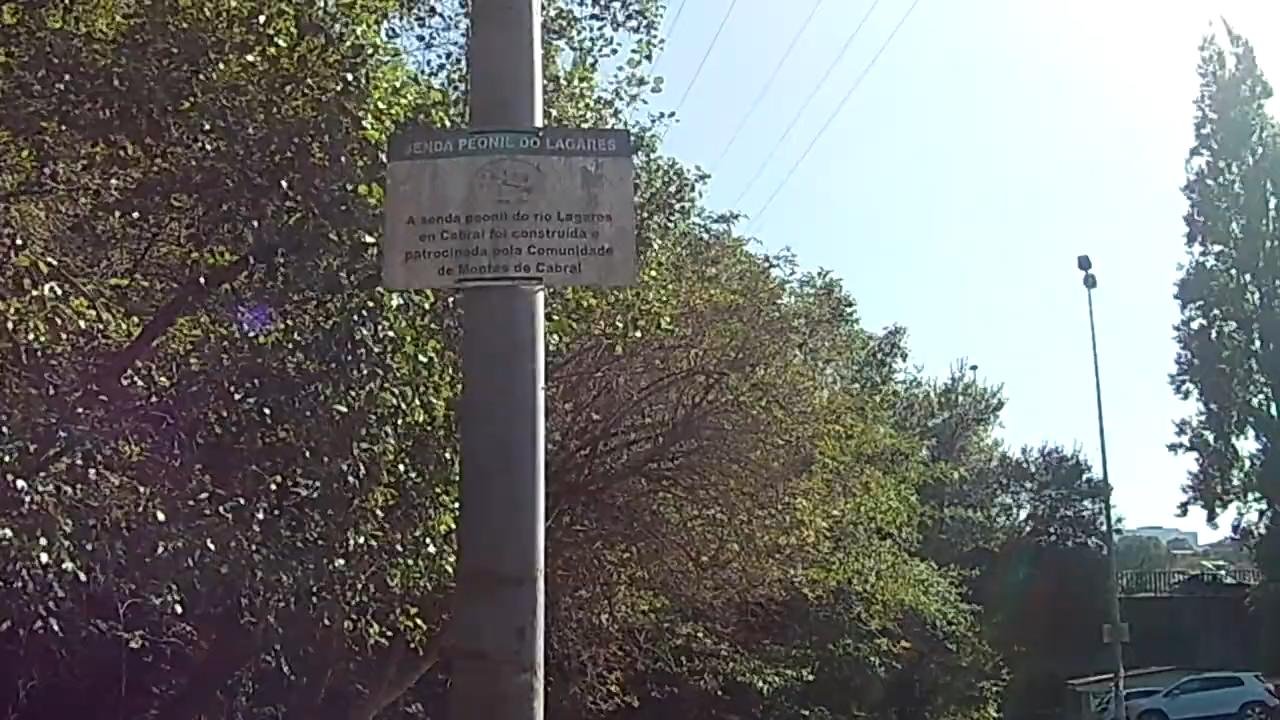 SENDA PEONIL DO LAGARES
A senda peonil do río Lagares
en Cabral foi construída e
patrocinada pola Comunidade
de Montes de Cabral